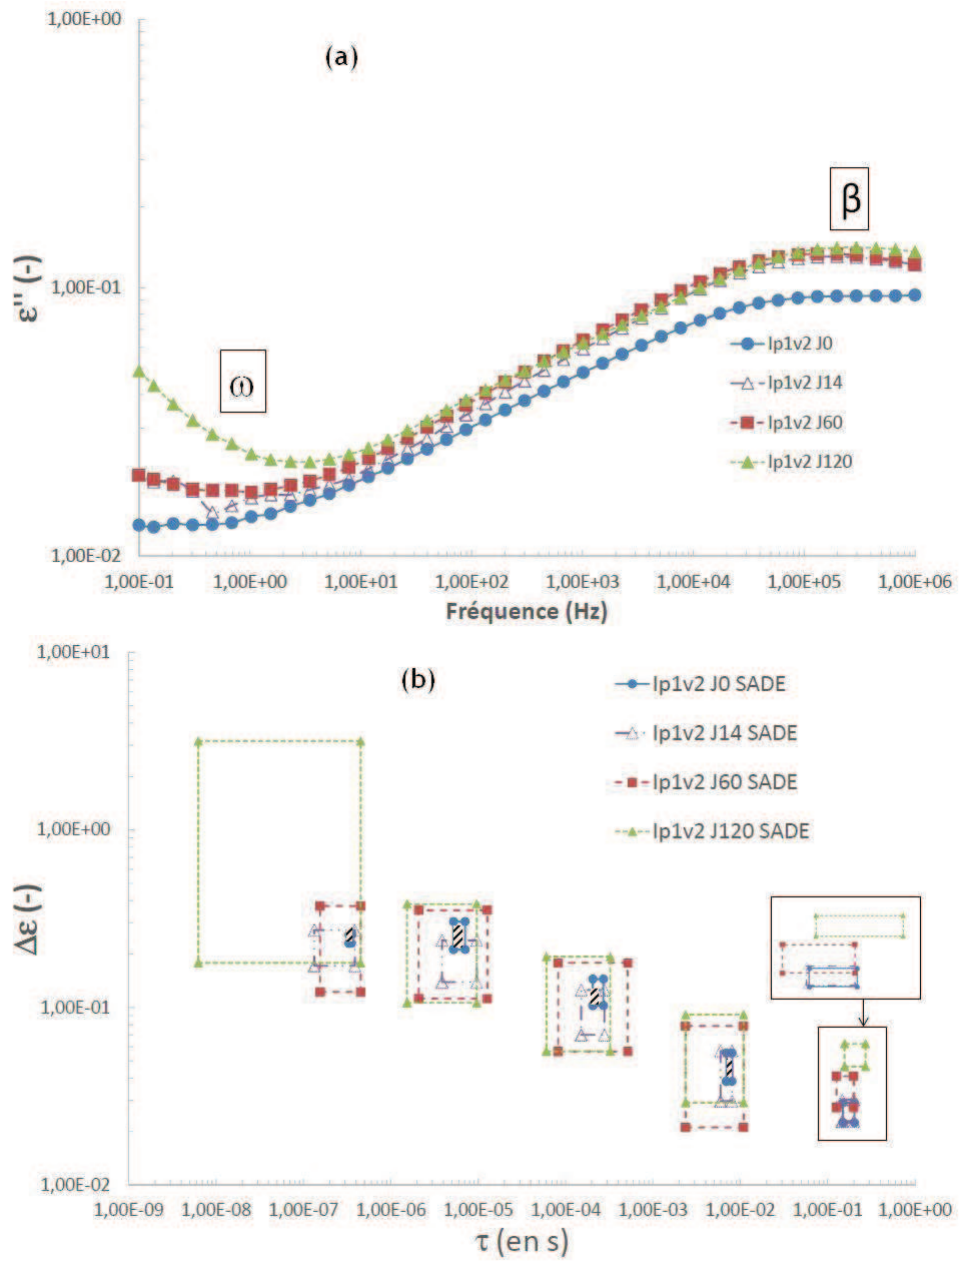 1,00E+00
(a)
β
ε'' (-)
1,00E-01
ω
Ip1v2 J0
Ip1v2 J14
Ip1v2 J60
Ip1v2 J120
1,00E-02
1,00E-01 1,00E+00 1,00E+01 1,00E+02 1,00E+03 1,00E+04 1,00E+05 1,00E+06
Fréquence (Hz)
1,00E+01
(b)
Ip1v2 J0 SADE
Ip1v2 J14 SADE
Ip1v2 J60 SADE
Ip1v2 J120 SADE
1,00E+00
Δε (-)
1,00E-01
1,00E-02
1,00E-09 1,00E-08 1,00E-07 1,00E-06 1,00E-05 1,00E-04 1,00E-03 1,00E-02 1,00E-01 1,00E+00
τ (en s)